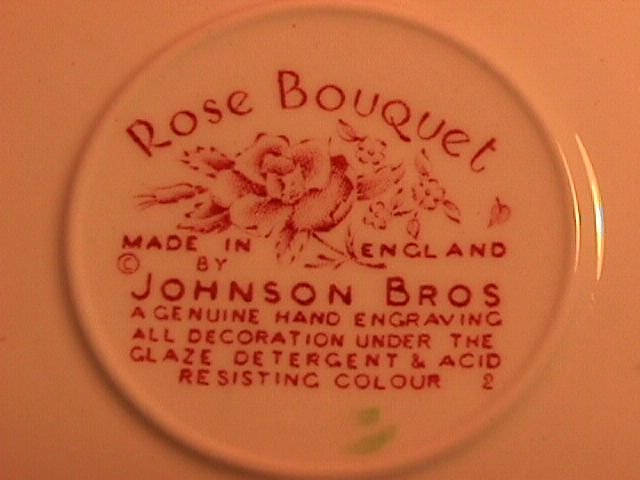 Rose Bouquet
MADE IN ENGLAND
© BY
JOHNSON BROS
A GENUINE HAND ENGRAVING
ALL DECORATION UNDER THE
GLAZE DETERGENT & ACID
RESISTING COLOUR 2